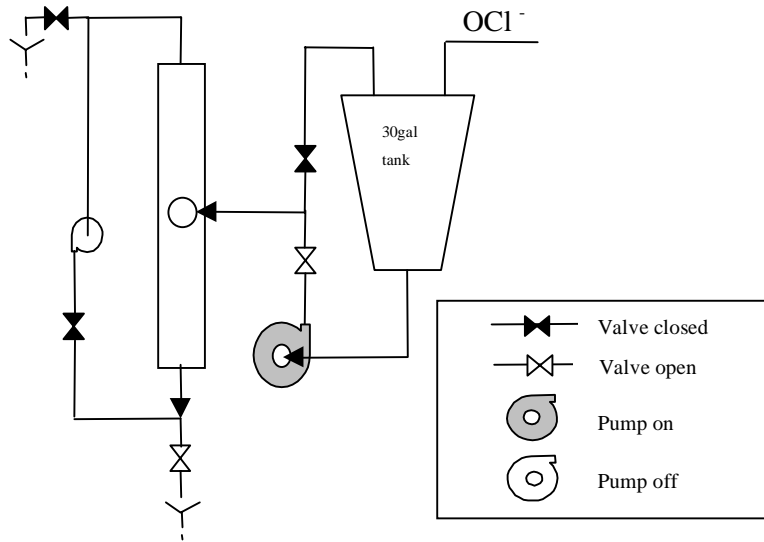 OCl -
30gal
tank
Valve closed
Valve open
Pump on
Pump off